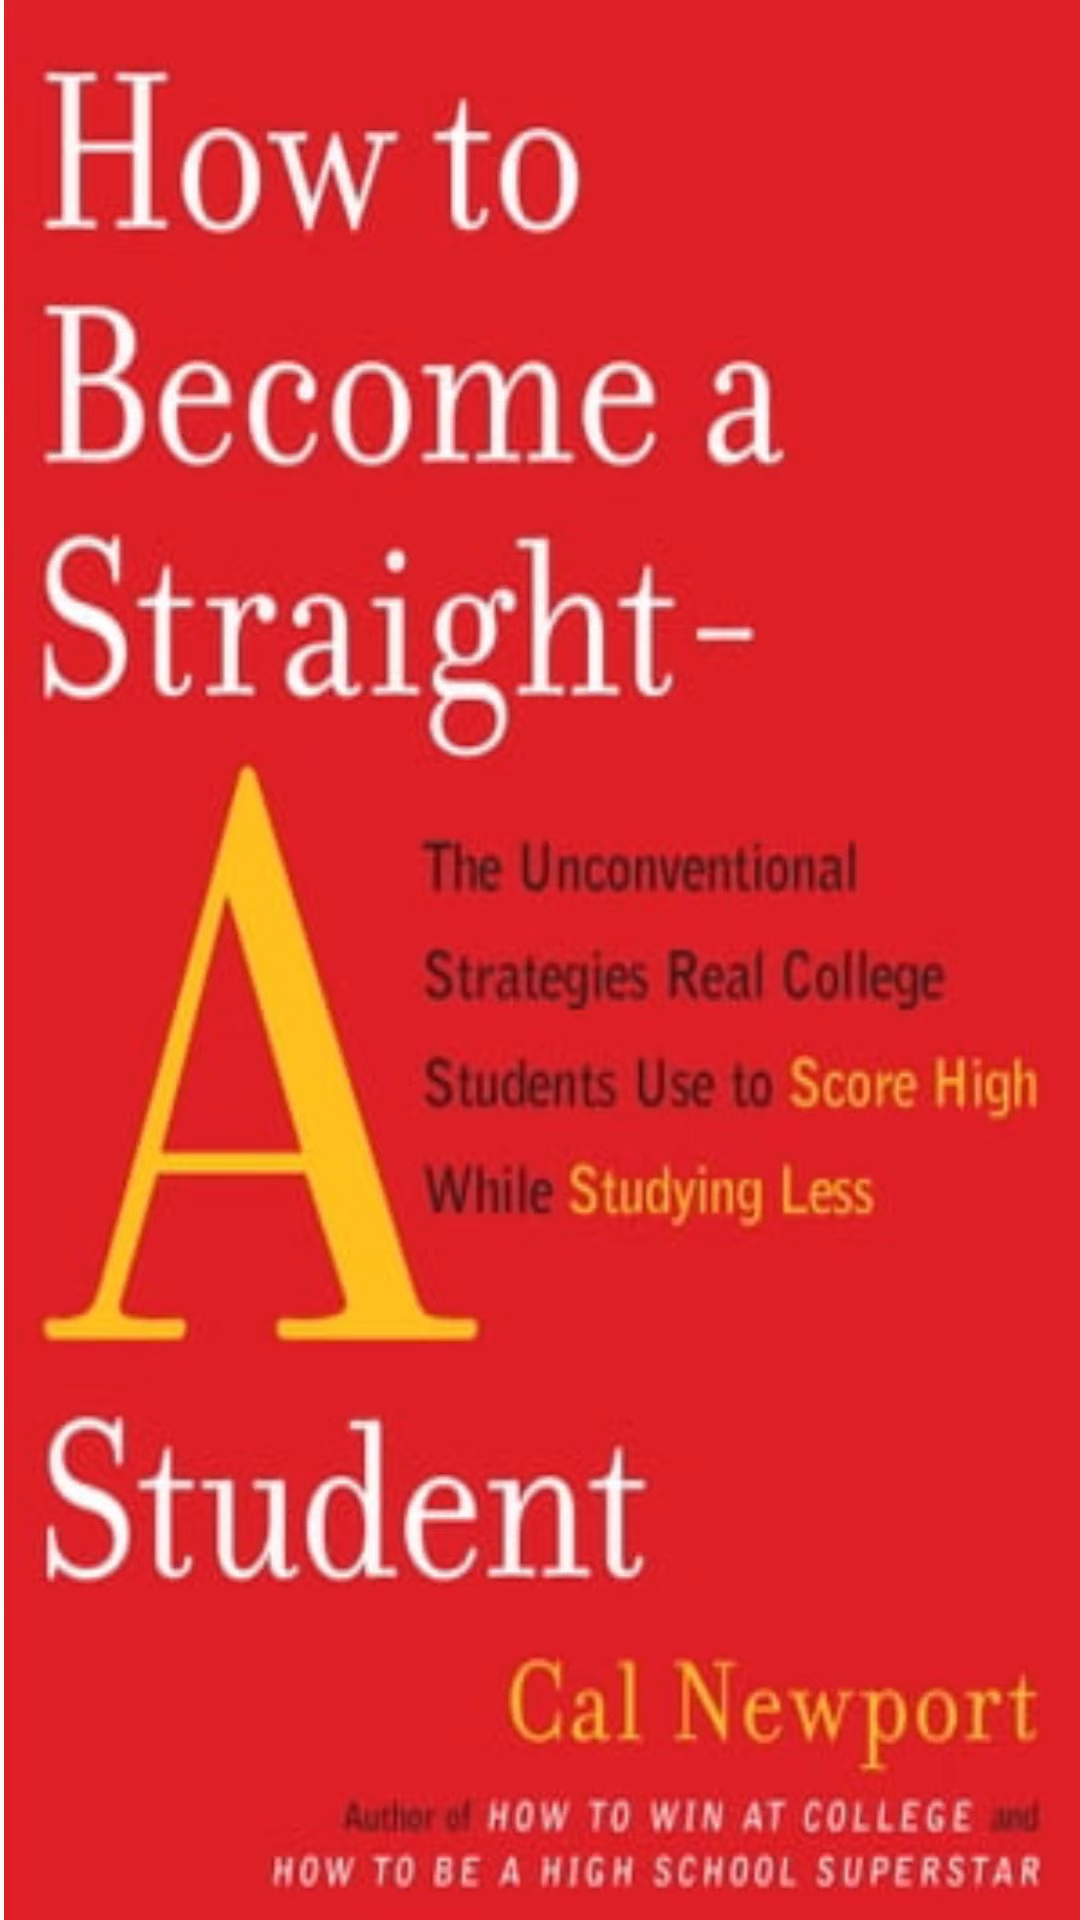 How to
Become a
Straight-
A
The Unconventional
Strategies Real College
Students Use to Score High
While Studying Less
Student
Cal Newport
Author of HOW TO WIN AT COLLEGE and
HOW TO BE A HIGH SCHOOL SUPERSTAR